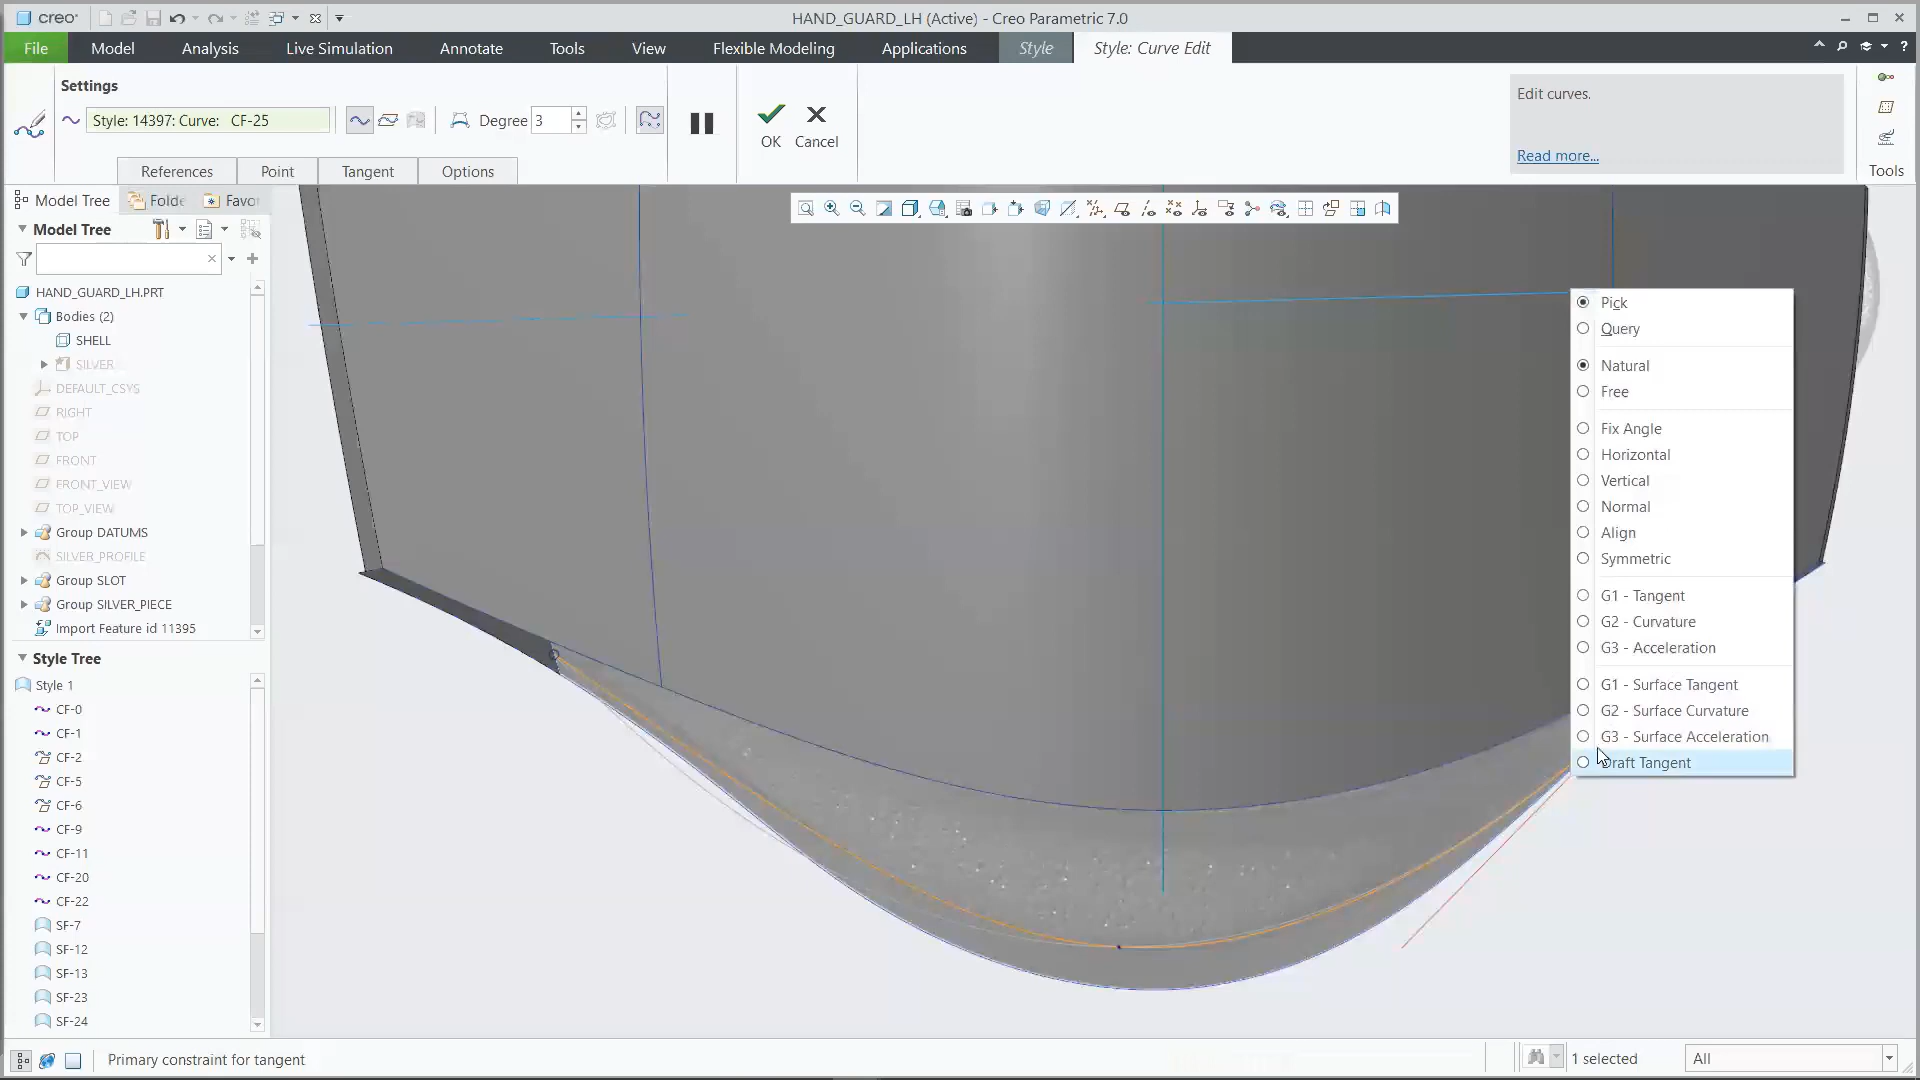 creo
HAND_GUARD_LH (Active) - Creo Parametric 7.0
File Model Analysis Live Simulation Annotate Tools View Flexible Modeling Applications Style Style: Curve Edit
Settings
Style: 14397: Curve: CF-25
Degree 3
OK Cancel
Edit curves.
Read more...
Tools
References Point Tangent Options
Model Tree Folde Favor
Model Tree
HAND_GUARD_LH.PRT
Bodies (2)
SHELL
SILVER
DEFAULT_CSYS
RIGHT
TOP
FRONT
FRONT_VIEW
TOP_VIEW
Group DATUMS
SILVER_PROFILE
Group SLOT
Group SILVER_PIECE
Import Feature id 11395
Style Tree
Style 1
CF-0
CF-1
CF-2
CF-5
CF-6
CF-9
CF-11
CF-20
CF-22
SF-7
SF-12
SF-13
SF-23
SF-24
Pick
Query
Natural
Free
Fix Angle
Horizontal
Vertical
Normal
Align
Symmetric
G1 - Tangent
G2 - Curvature
G3 - Acceleration
G1 - Surface Tangent
G2 - Surface Curvature
G3 - Surface Acceleration
Draft Tangent
Primary constraint for tangent
1 selected
All